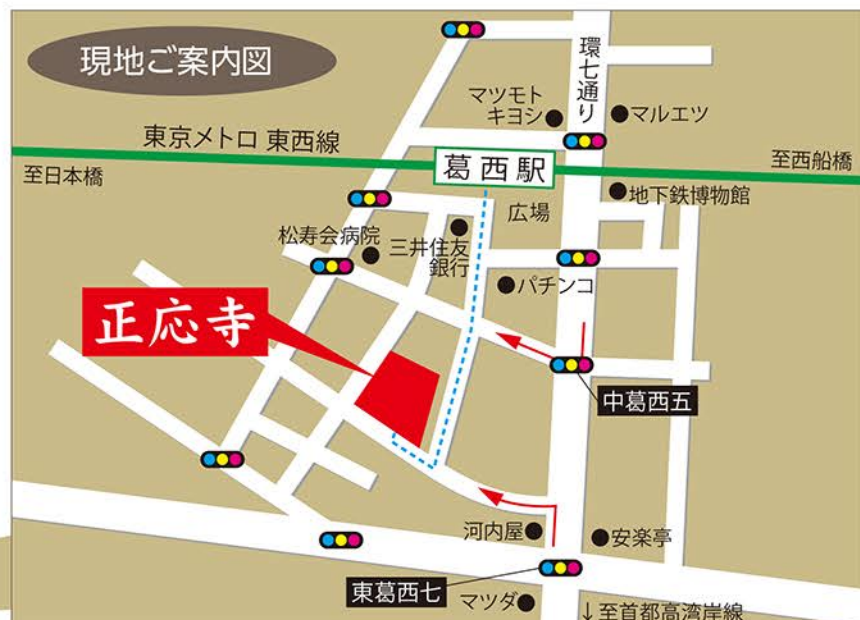 現地ご案内図
環七通り
マツモト
キヨシ
マルエツ
東京メトロ 東西線
至日本橋
葛西駅
至西船橋
地下鉄博物館
広場
松寿会病院
三井住友
銀行
パチンコ
正応寺
中葛西五
河内屋
安楽亭
東葛西七
マツダ
↓至首都高湾岸線